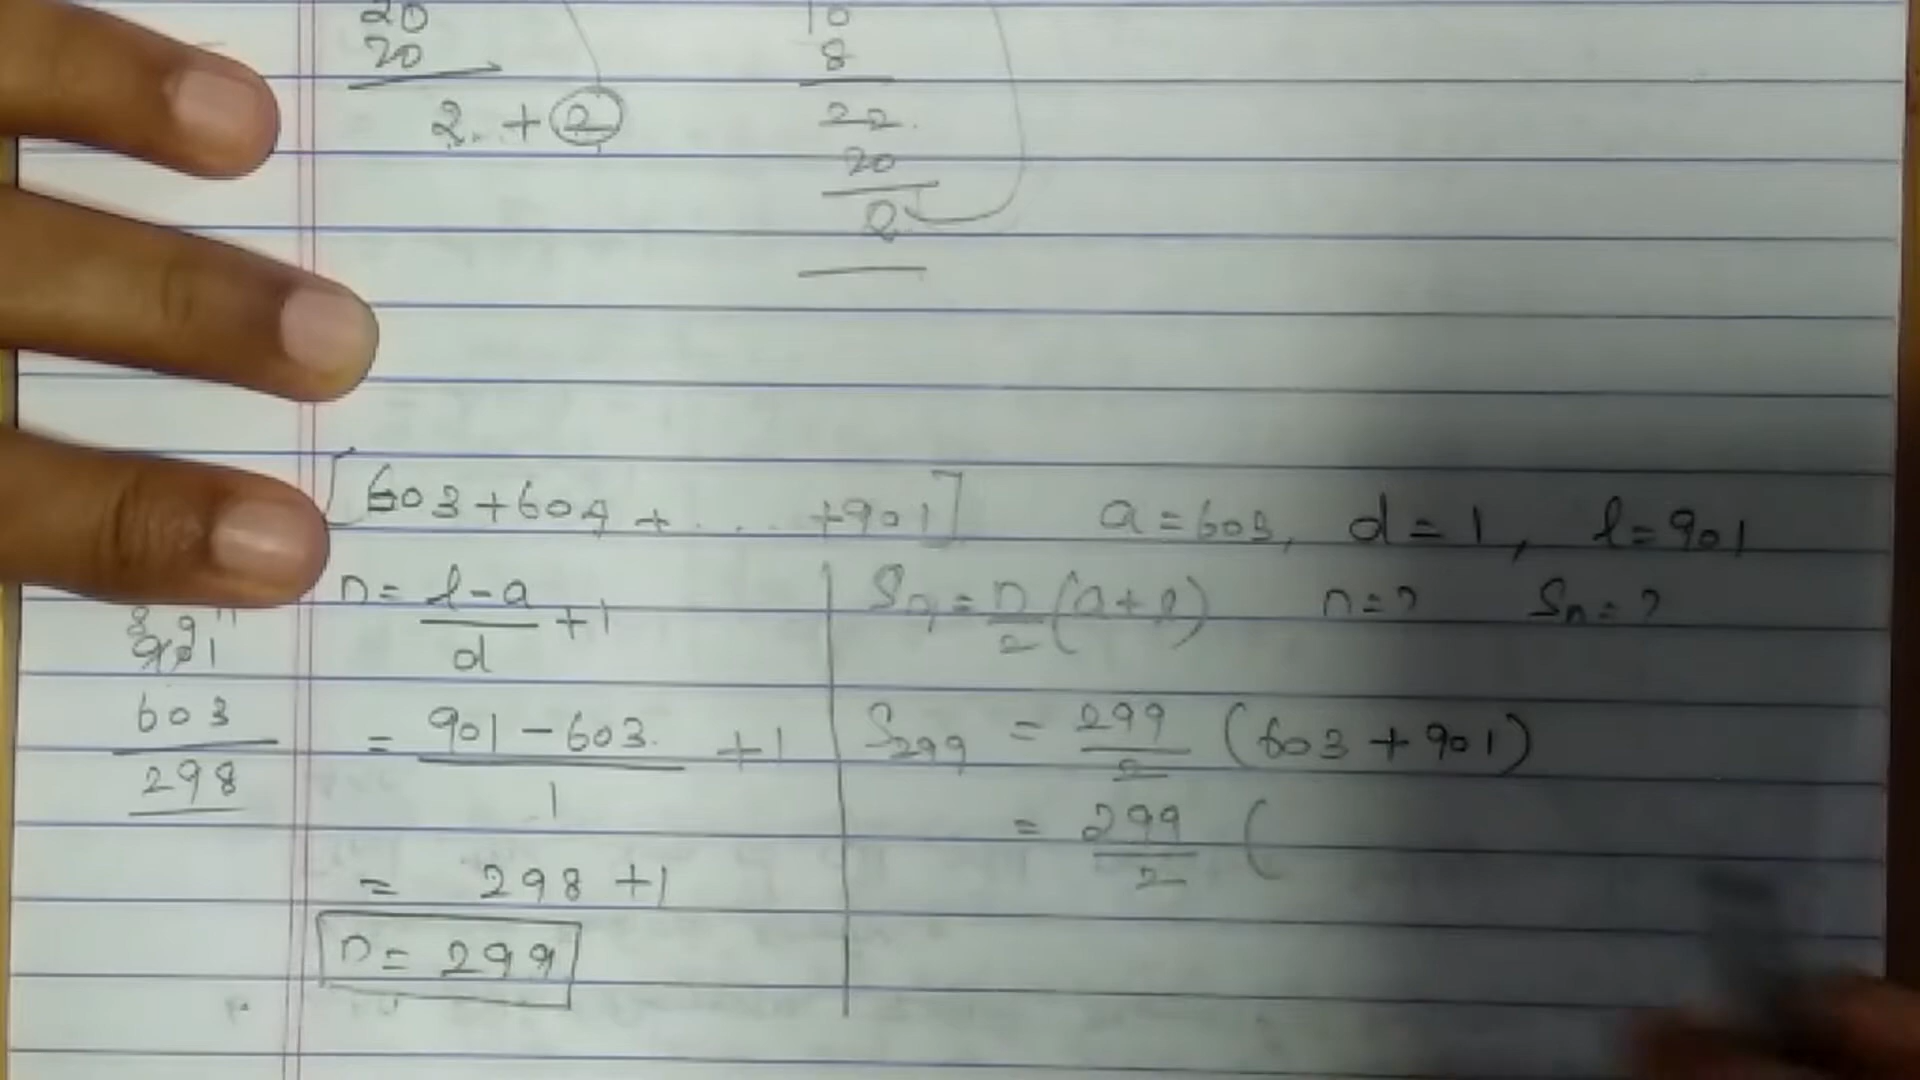 20
20
2. + 2
10
8
22.
20
2
[603+604 + . . . . +901] a=603, d=1, l=901
n= l-a/d +1
Sn = n/2 (a+l) n=? Sn=?
901
603
298
= 901-603/1 +1
S299 = 299/2 (603+901)
= 299/2 (
= 298 +1
n= 299